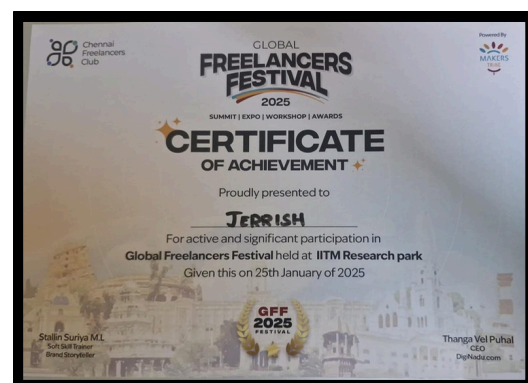 Chennai
Freelancers
Club
Powered By
MAKERS
TRIBE
GLOBAL
FREELANCERS
FESTIVAL
2025
SUMMIT | EXPO | WORKSHOP | AWARDS
CERTIFICATE
OF ACHIEVEMENT
Proudly presented to
JERRISH
For active and significant participation in
Global Freelancers Festival held at IITM Research park
Given this on 25th January of 2025
GFF
2025
FESTIVAL
Stallin Suriya M.L
Soft Skill Trainer
Brand Storyteller
Thanga Vel Puhal
CEO
DigiNadu.com